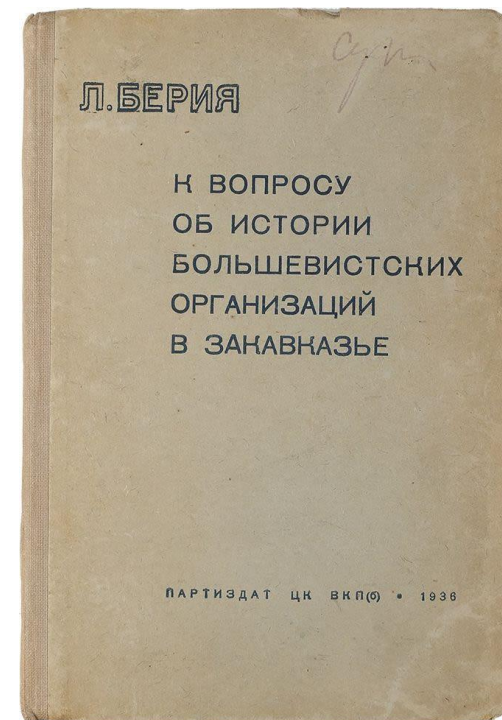 Л.БЕРИЯ
К ВОПРОСУ
ОБ ИСТОРИИ
БОЛЬШЕВИСТСКИХ
ОРГАНИЗАЦИЙ
В ЗАКАВКАЗЬЕ
ПАРТИЗДАТ ЦК ВКП(б) • 1936